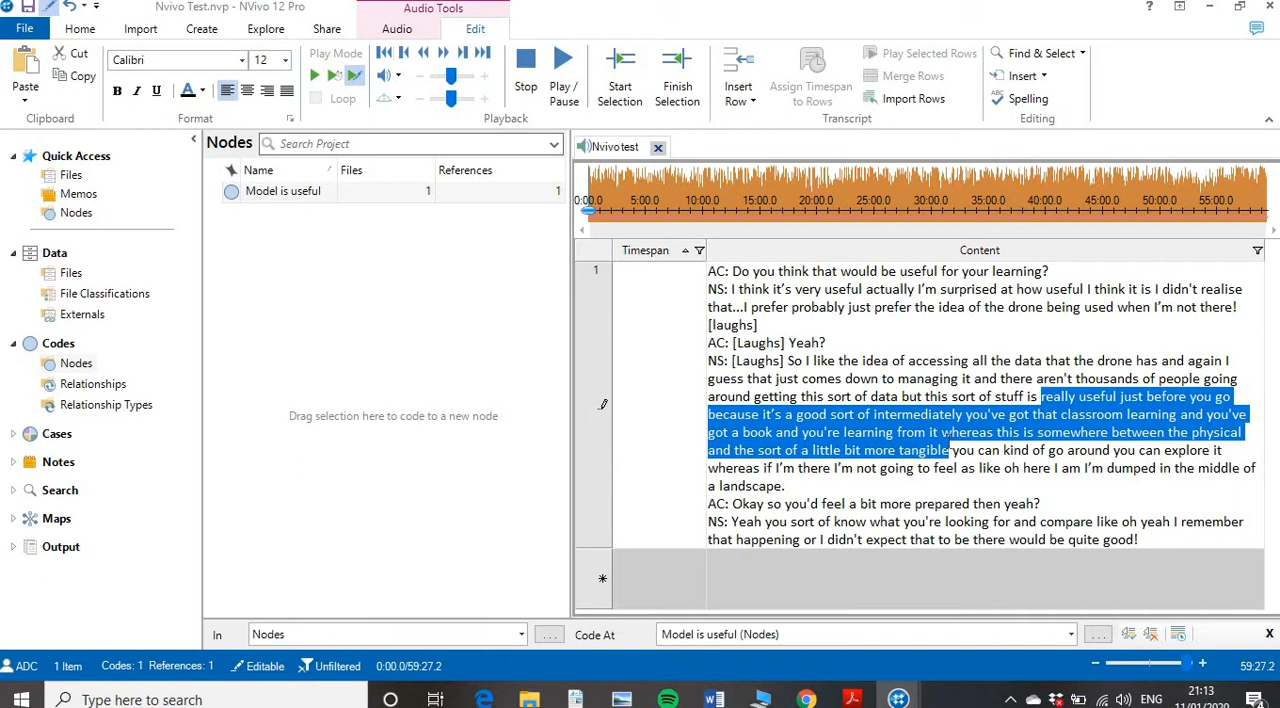 Nvivo Test.nvp - NVivo 12 Pro
Audio Tools
File
Home
Import
Create
Explore
Share
Audio
Edit
Paste
Cut
Copy
Clipboard
Calibri
12
B I U A
Format
Play Mode
Loop
Stop
Play / Pause
Playback
Start Selection
Finish Selection
Insert Row
Assign Timespan to Rows
Play Selected Rows
Merge Rows
Import Rows
Transcript
Find & Select
Insert
Spelling
Editing
Quick Access
Files
Memos
Nodes
Data
Files
File Classifications
Externals
Codes
Nodes
Relationships
Relationship Types
Cases
Notes
Search
Maps
Output
Nodes
Search Project
Name Files References
Model is useful 1 1
Drag selection here to code to a new node
Nvivo test
0:00.0 5:00.0 10:00.0 15:00.0 20:00.0 25:00.0 30:00.0 35:00.0 40:00.0 45:00.0 50:00.0 55:00.0
Timespan Content
1
AC: Do you think that would be useful for your learning?
NS: I think it's very useful actually I'm surprised at how useful I think it is I didn't realise
that...I prefer probably just prefer the idea of the drone being used when I'm not there!
[laughs]
AC: [Laughs] Yeah?
NS: [Laughs] So I like the idea of accessing all the data that the drone has and again I
guess that just comes down to managing it and there aren't thousands of people going
around getting this sort of data but this sort of stuff is really useful just before you go
because it's a good sort of intermediately you've got that classroom learning and you've
got a book and you're learning from it whereas this is somewhere between the physical
and the sort of a little bit more tangible you can kind of go around you can explore it
whereas if I'm there I'm not going to feel as like oh here I am I'm dumped in the middle of
a landscape.
AC: Okay so you'd feel a bit more prepared then yeah?
NS: Yeah you sort of know what you're looking for and compare like oh yeah I remember
that happening or I didn't expect that to be there would be quite good!
In Nodes ... Code At Model is useful (Nodes) ... X
ADC 1 Item Codes: 1 References: 1 Editable Unfiltered 0:00.0/59:27.2 59:27.2
Type here to search
ENG
21:13
11/01/2020